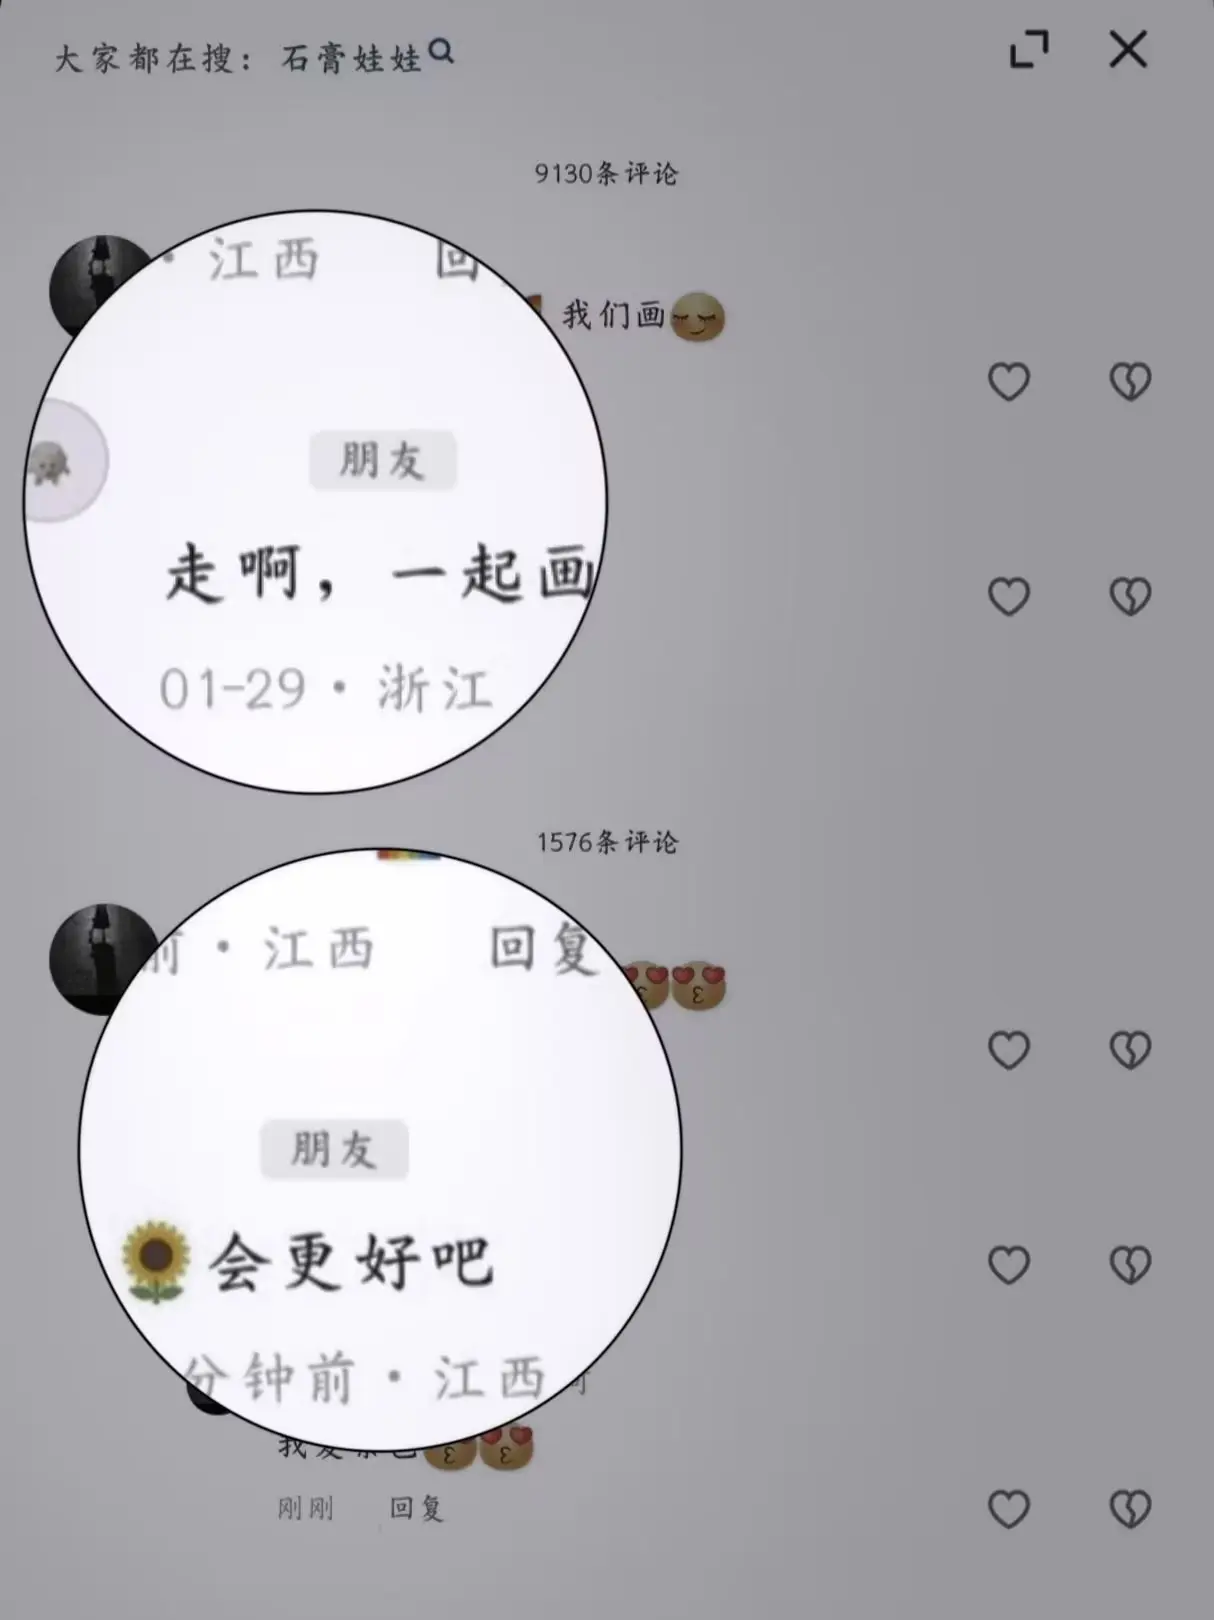 大家都在搜：石膏娃娃
9130条评论
我们画
· 江西 回
朋友
走啊，一起画
01-29 · 浙江
1576条评论
前 · 江西 回复
朋友
会更好吧
分钟前 · 江西
刚刚 回复